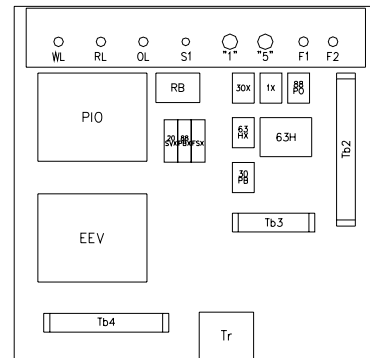 WL RL OL S1 "1" "5" F1 F2
PIO
RB
30X
1X
88
PO
20
SVX
88
PBX
FSX
63
HX
63H
Tb2
30
PB
EEV
Tb3
Tb4
Tr